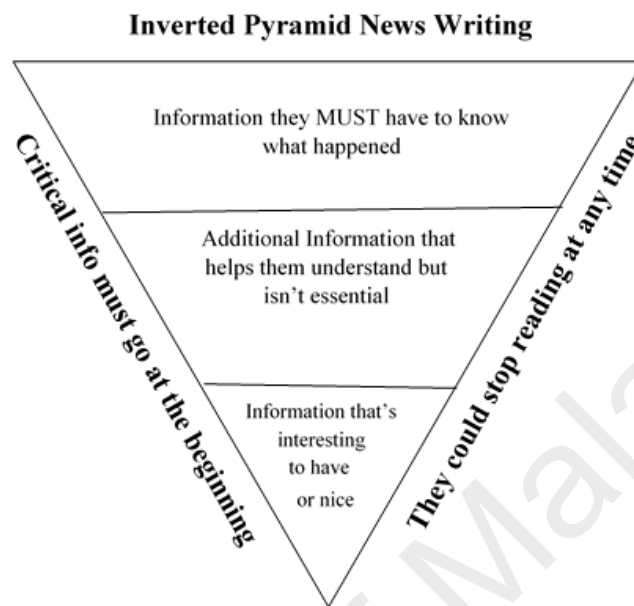 Inverted Pyramid News Writing
Information they MUST have to know
what happened
Additional Information that
helps them understand but
isn't essential
Information that's
interesting
to have
or nice
Critical info must go at the beginning
They could stop reading at any time